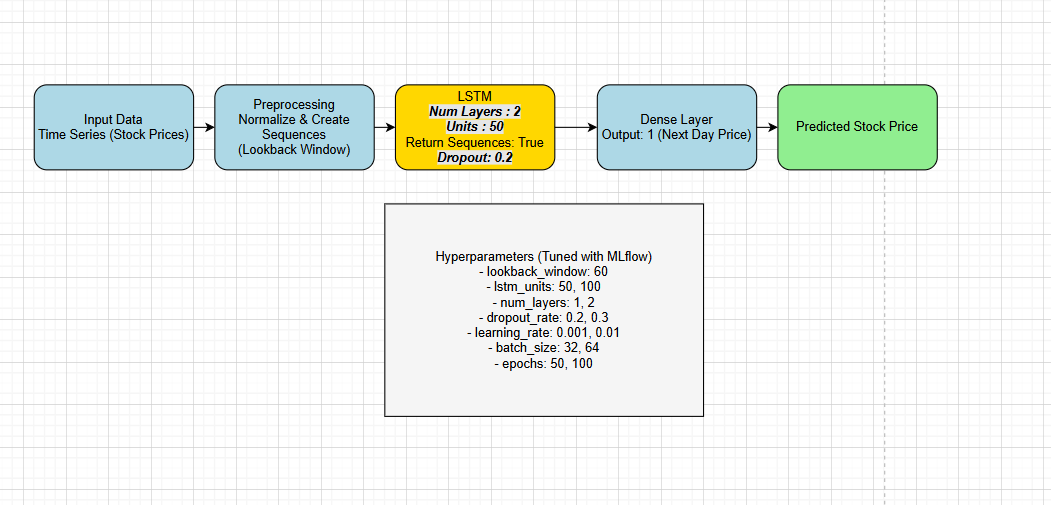 Input Data
Time Series (Stock Prices)
Preprocessing
Normalize & Create
Sequences
(Lookback Window)
LSTM
Num Layers : 2
Units : 50
Return Sequences: True
Dropout: 0.2
Dense Layer
Output: 1 (Next Day Price)
Predicted Stock Price
Hyperparameters (Tuned with MLflow)
- lookback_window: 60
- lstm_units: 50, 100
- num_layers: 1, 2
- dropout_rate: 0.2, 0.3
- learning_rate: 0.001, 0.01
- batch_size: 32, 64
- epochs: 50, 100